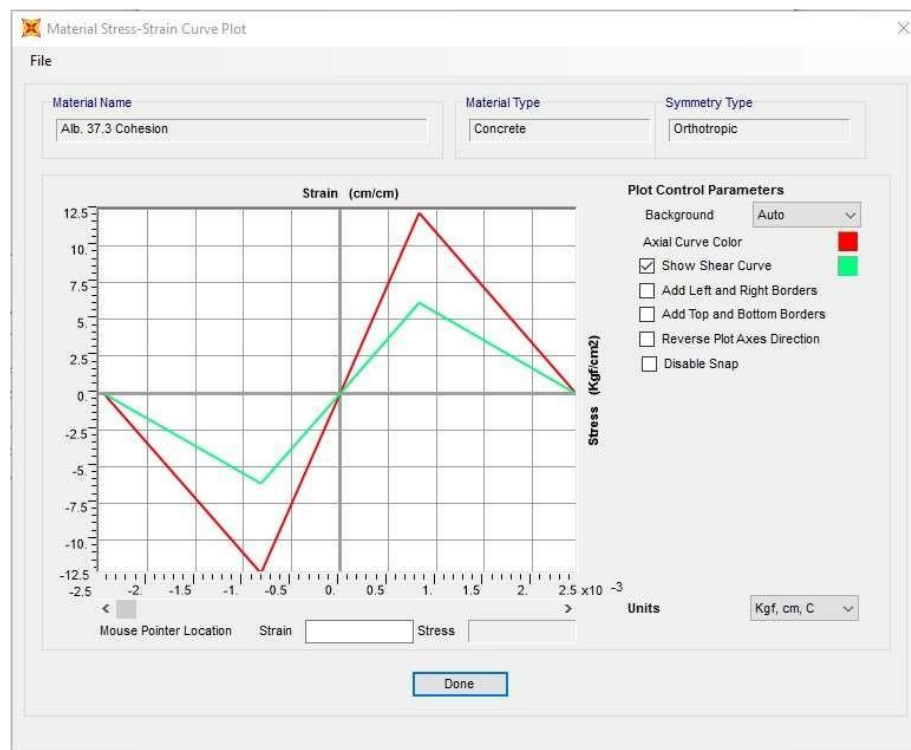 Material Stress-Strain Curve Plot
File
Material Name
Material Type
Symmetry Type
Alb. 37.3 Cohesion
Concrete
Orthotropic
Strain (cm/cm)
12.5
10.
7.5
5.
2.5
0.
-2.5
-5.
-7.5
-10.
-12.5
-2.5 -2. -1.5 -1. -0.5 0. 0.5 1. 1.5 2. 2.5 x10 -3
Stress (Kgf/cm2)
Plot Control Parameters
Background Auto
Axial Curve Color
Show Shear Curve
Add Left and Right Borders
Add Top and Bottom Borders
Reverse Plot Axes Direction
Disable Snap
Units Kgf, cm, C
Mouse Pointer Location Strain Stress
Done